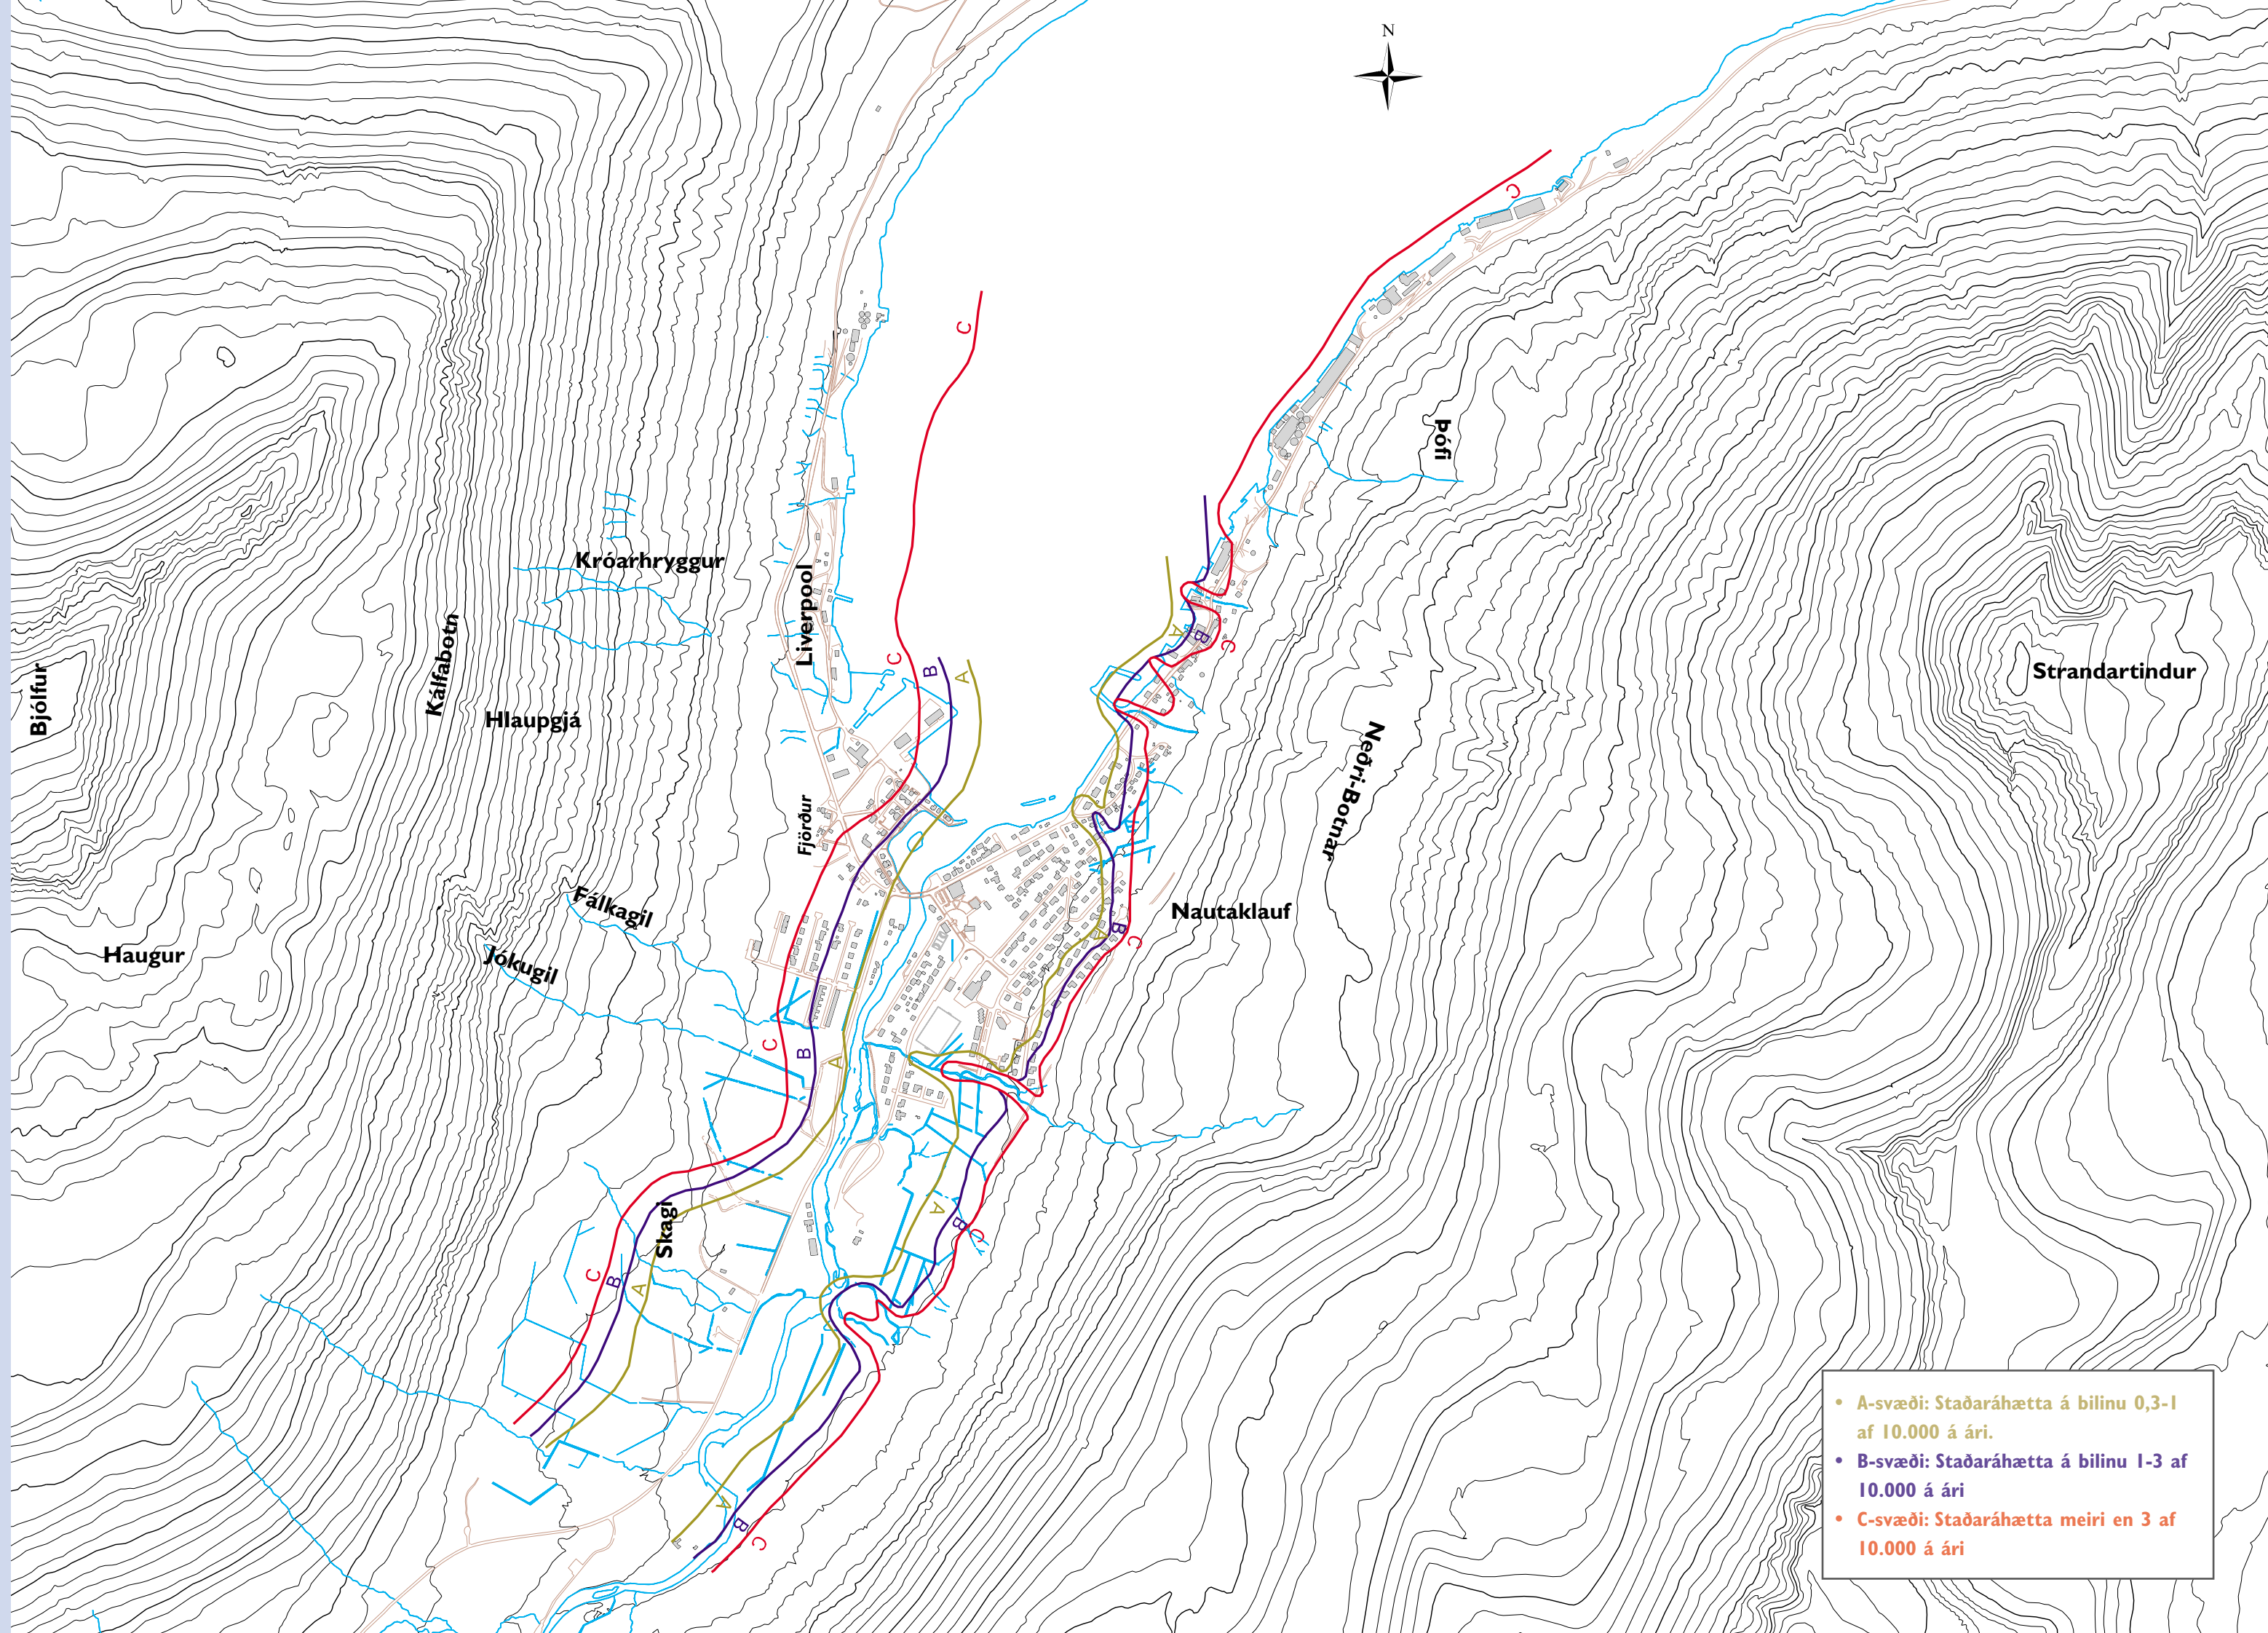 N
C
C
Þófi
Króarhryggur
Liverpool
A
B
C
C
B
A
Kálfabotn
Bjólfur
Strandartindur
Hlaupgjá
Neðri-Botnar
Fjörður
Fálkagil
Nautaklauf
Haugur
Jókugil
A
B
C
C
B
A
Skagi
A
B
C
C
B
A
A
B
C
• A-svæði: Staðaráhætta á bilinu 0,3-1
af 10.000 á ári.
• B-svæði: Staðaráhætta á bilinu 1-3 af
10.000 á ári
• C-svæði: Staðaráhætta meiri en 3 af
10.000 á ári